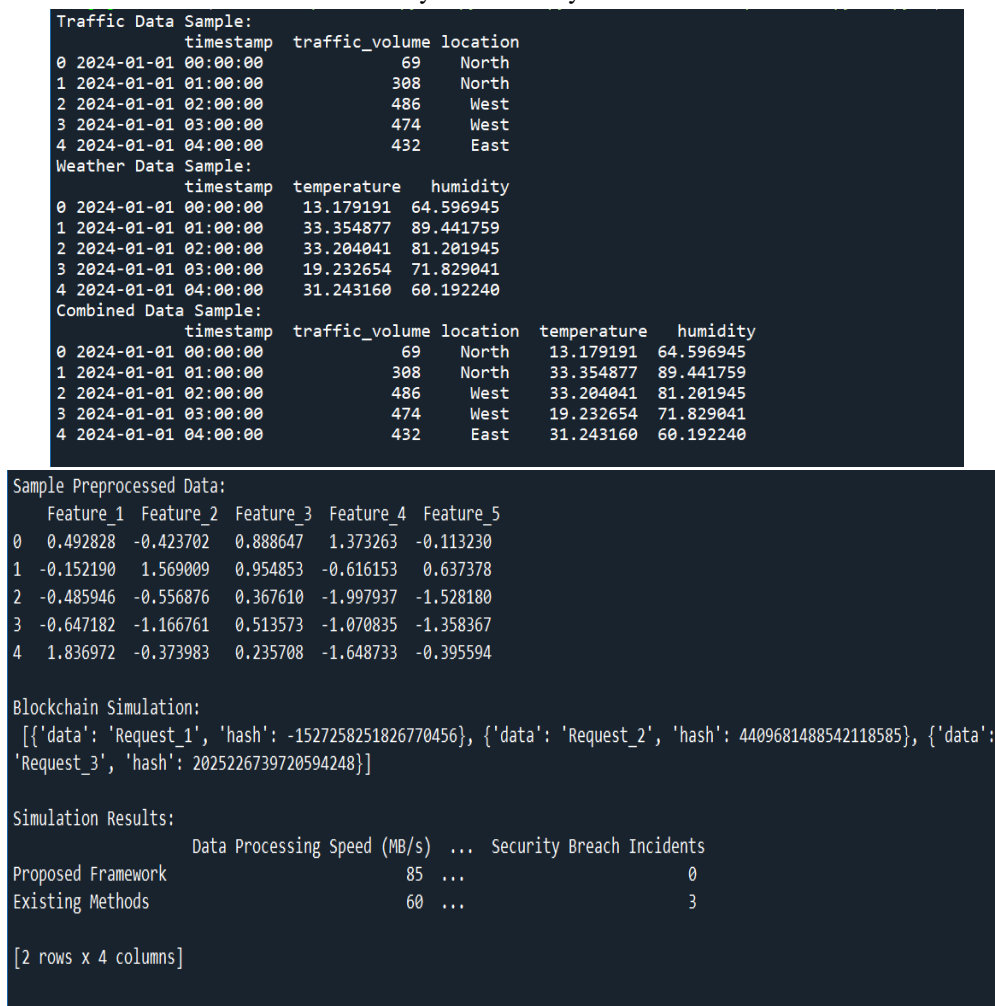 Traffic Data Sample:
timestamp traffic_volume location
0 2024-01-01 00:00:00 69 North
1 2024-01-01 01:00:00 308 North
2 2024-01-01 02:00:00 486 West
3 2024-01-01 03:00:00 474 West
4 2024-01-01 04:00:00 432 East
Weather Data Sample:
timestamp temperature humidity
0 2024-01-01 00:00:00 13.179191 64.596945
1 2024-01-01 01:00:00 33.354877 89.441759
2 2024-01-01 02:00:00 33.204041 81.201945
3 2024-01-01 03:00:00 19.232654 71.829041
4 2024-01-01 04:00:00 31.243160 60.192240
Combined Data Sample:
timestamp traffic_volume location temperature humidity
0 2024-01-01 00:00:00 69 North 13.179191 64.596945
1 2024-01-01 01:00:00 308 North 33.354877 89.441759
2 2024-01-01 02:00:00 486 West 33.204041 81.201945
3 2024-01-01 03:00:00 474 West 19.232654 71.829041
4 2024-01-01 04:00:00 432 East 31.243160 60.192240
Sample Preprocessed Data:
Feature_1 Feature_2 Feature_3 Feature_4 Feature_5
0 0.492828 -0.423702 0.888647 1.373263 -0.113230
1 -0.152190 1.569009 0.954853 -0.616153 0.637378
2 -0.485946 -0.556876 0.367610 -1.997937 -1.528180
3 -0.647182 -1.166761 0.513573 -1.070835 -1.358367
4 1.836972 -0.373983 0.235708 -1.648733 -0.395594
Blockchain Simulation:
[{'data': 'Request_1', 'hash': -1527258251826770456}, {'data': 'Request_2', 'hash': 4409681488542118585}, {'data':
'Request_3', 'hash': 2025226739720594248}]
Simulation Results:
Data Processing Speed (MB/s) ... Security Breach Incidents
Proposed Framework 85 ... 0
Existing Methods 60 ... 3
[2 rows x 4 columns]